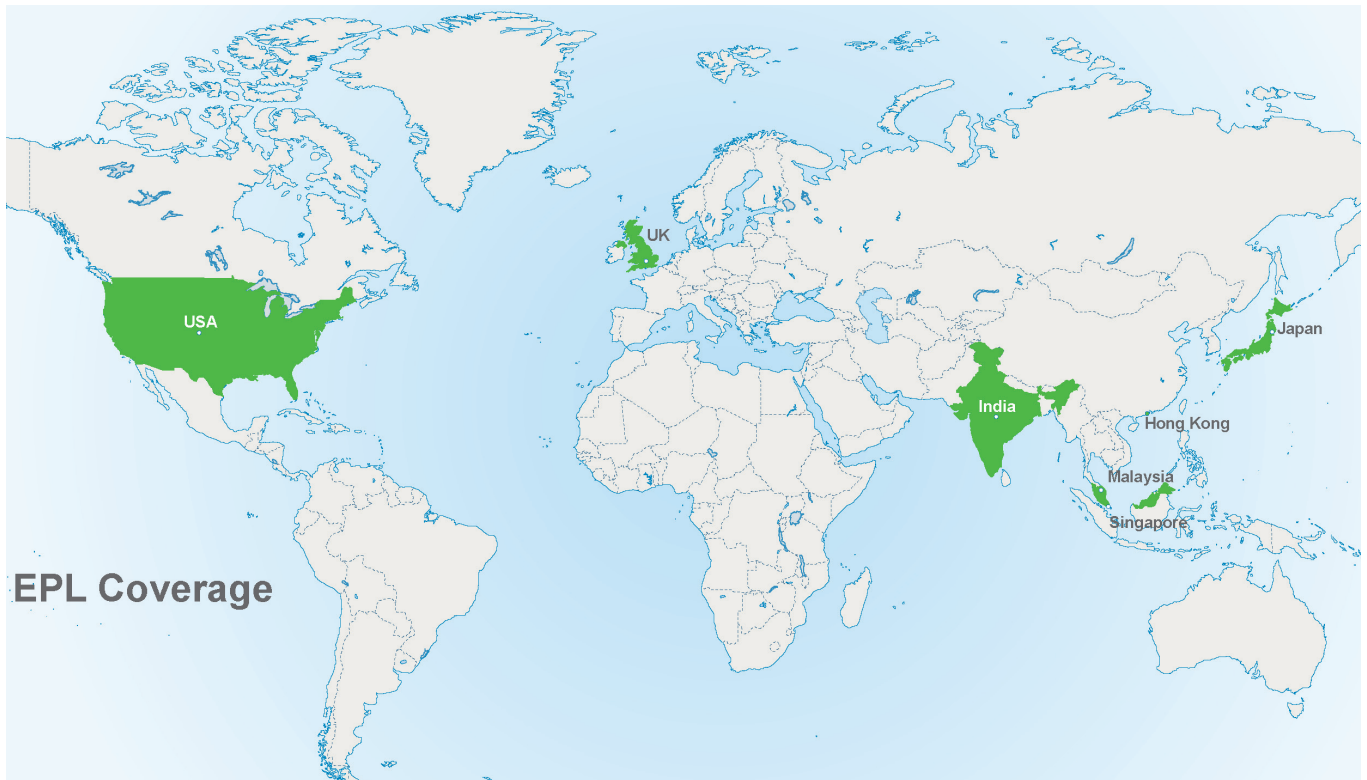 UK
USA
Japan
India
Hong Kong
Malaysia
Singapore
EPL Coverage